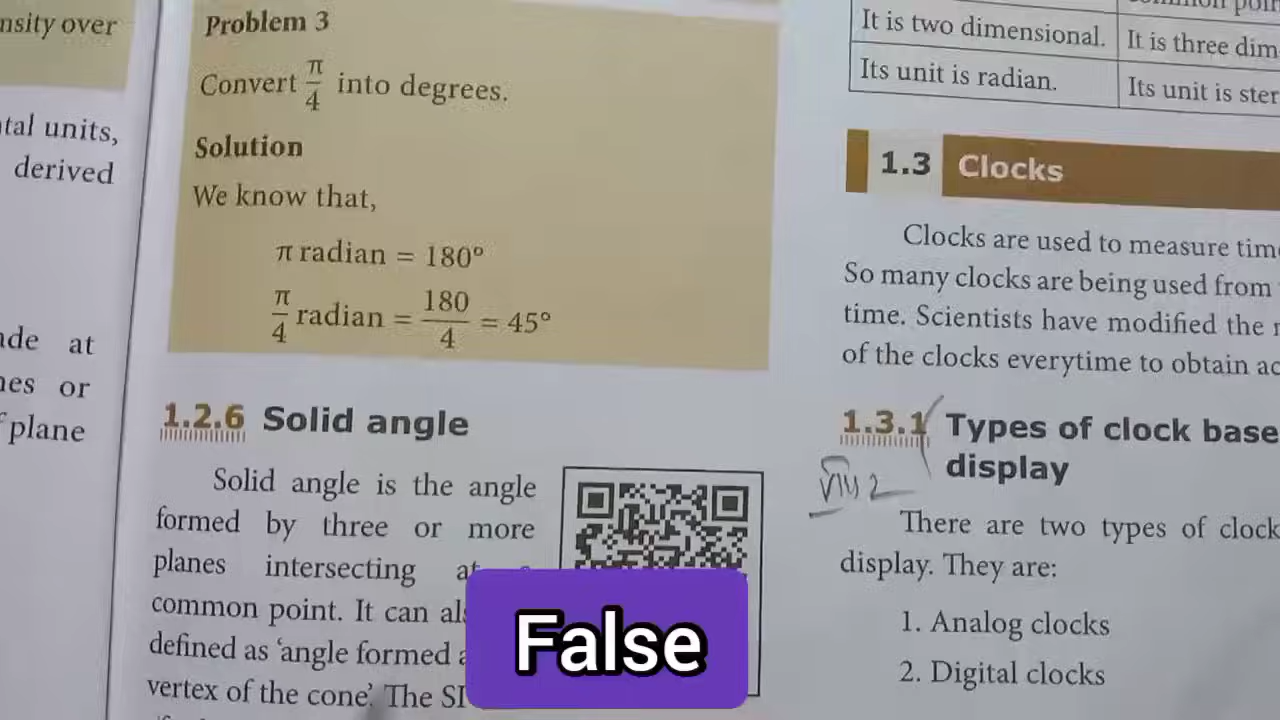 nsity over
tal units,
derived
at
or
plane
Problem 3
Convert π/4 into degrees.
Solution
We know that,
π radian = 180°
π/4 radian = 180/4 = 45°
1.2.6 Solid angle
Solid angle is the angle
formed by three or more
planes intersecting
common point. It can
defined as ‘angle formed
vertex of the cone’. The SI
False
It is two dimensional. It is three dim
Its unit is radian. Its unit is ster
1.3 Clocks
Clocks are used to measure time
So many clocks are being used from
time. Scientists have modified the
of the clocks everytime to obtain ac
1.3.1 Types of clock base
display
There are two types of clock
display. They are:
1. Analog clocks
2. Digital clocks